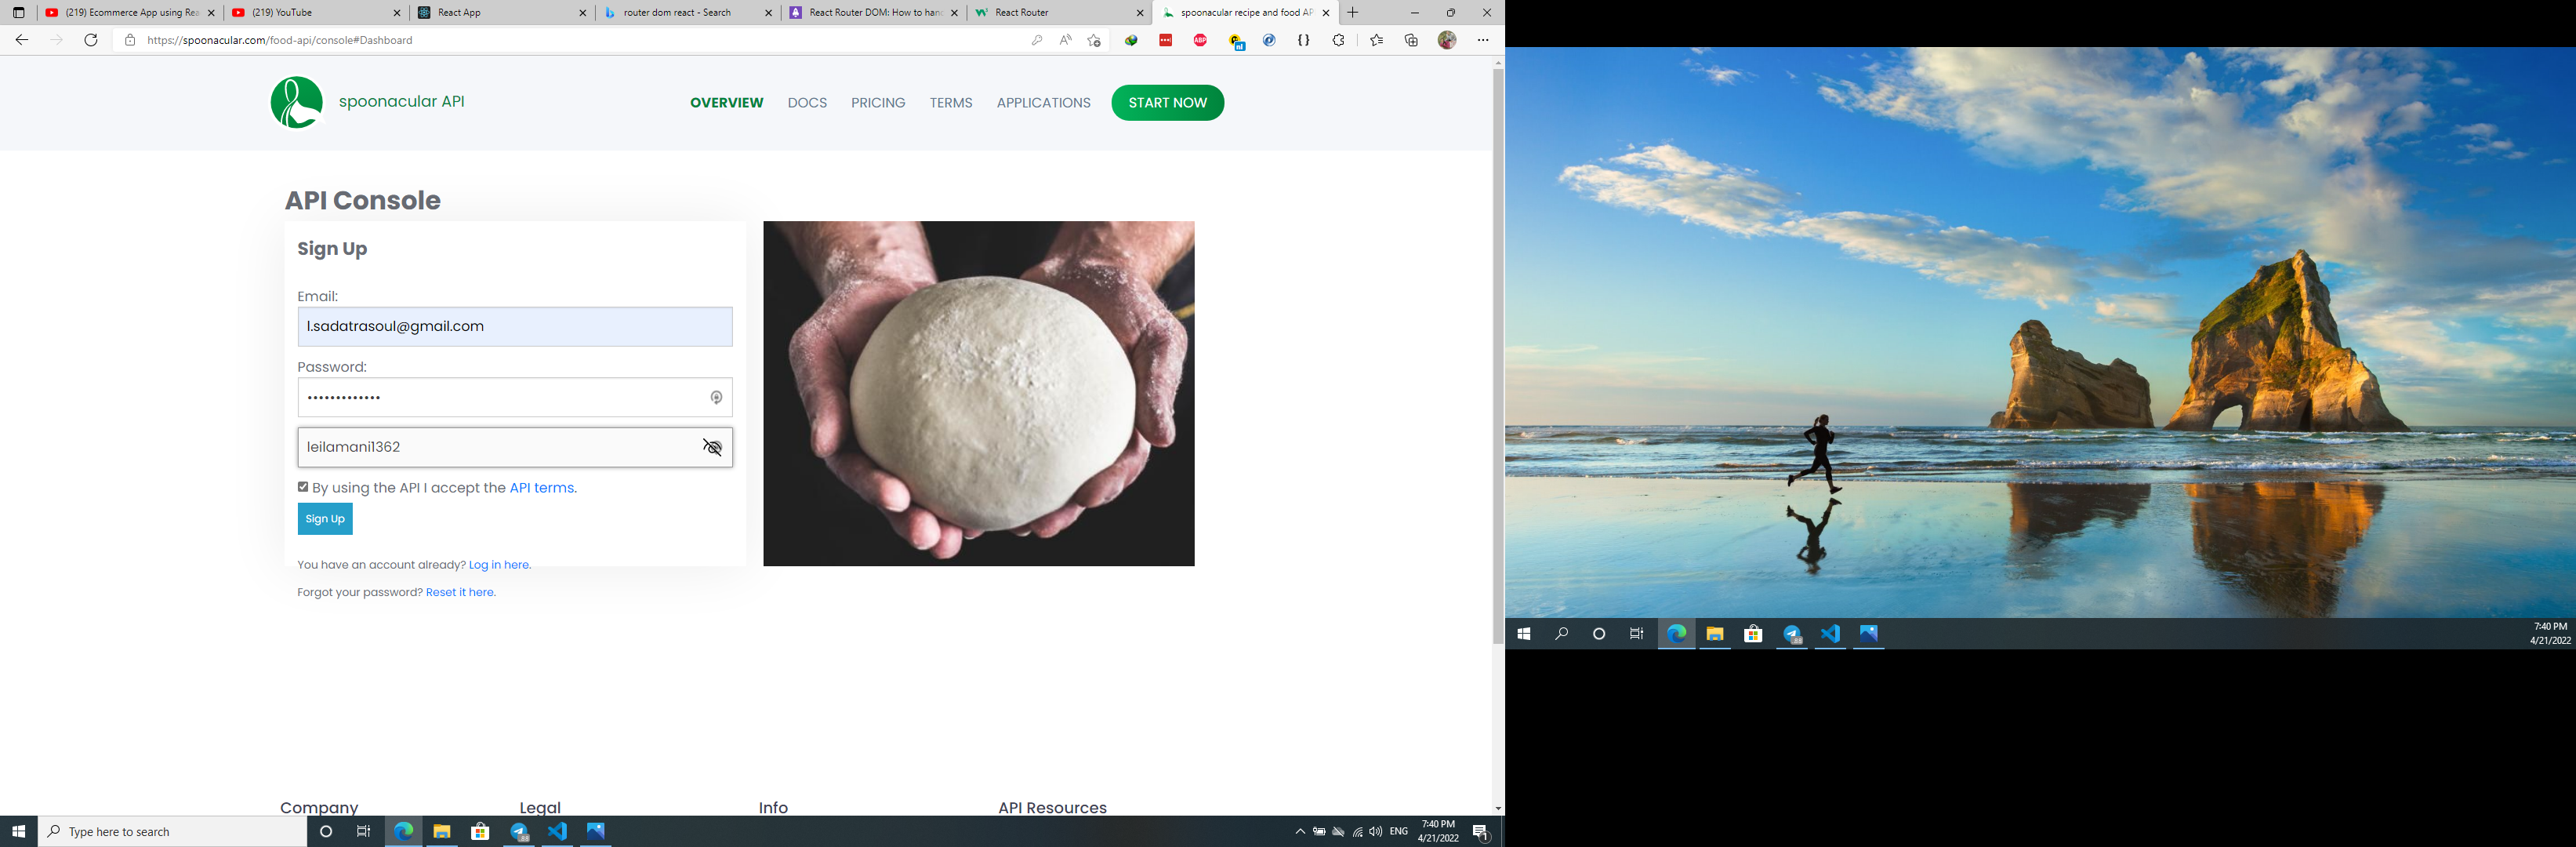 (219) Ecommerce App using Rea
(219) YouTube
React App
router dom react - Search
React Router DOM: How to hand
React Router
spoonacular recipe and food AP
https://spoonacular.com/food-api/console#Dashboard
ABP
nl
spoonacular API
OVERVIEW
DOCS
PRICING
TERMS
APPLICATIONS
START NOW
API Console
Sign Up
Email:
l.sadatrasoul@gmail.com
Password:
•••••••••••••
leilamani1362
By using the API I accept the API terms.
Sign Up
You have an account already? Log in here.
Forgot your password? Reset it here.
Company
Legal
Info
API Resources
Type here to search
ENG
7:40 PM
4/21/2022
1
7:40 PM
4/21/2022